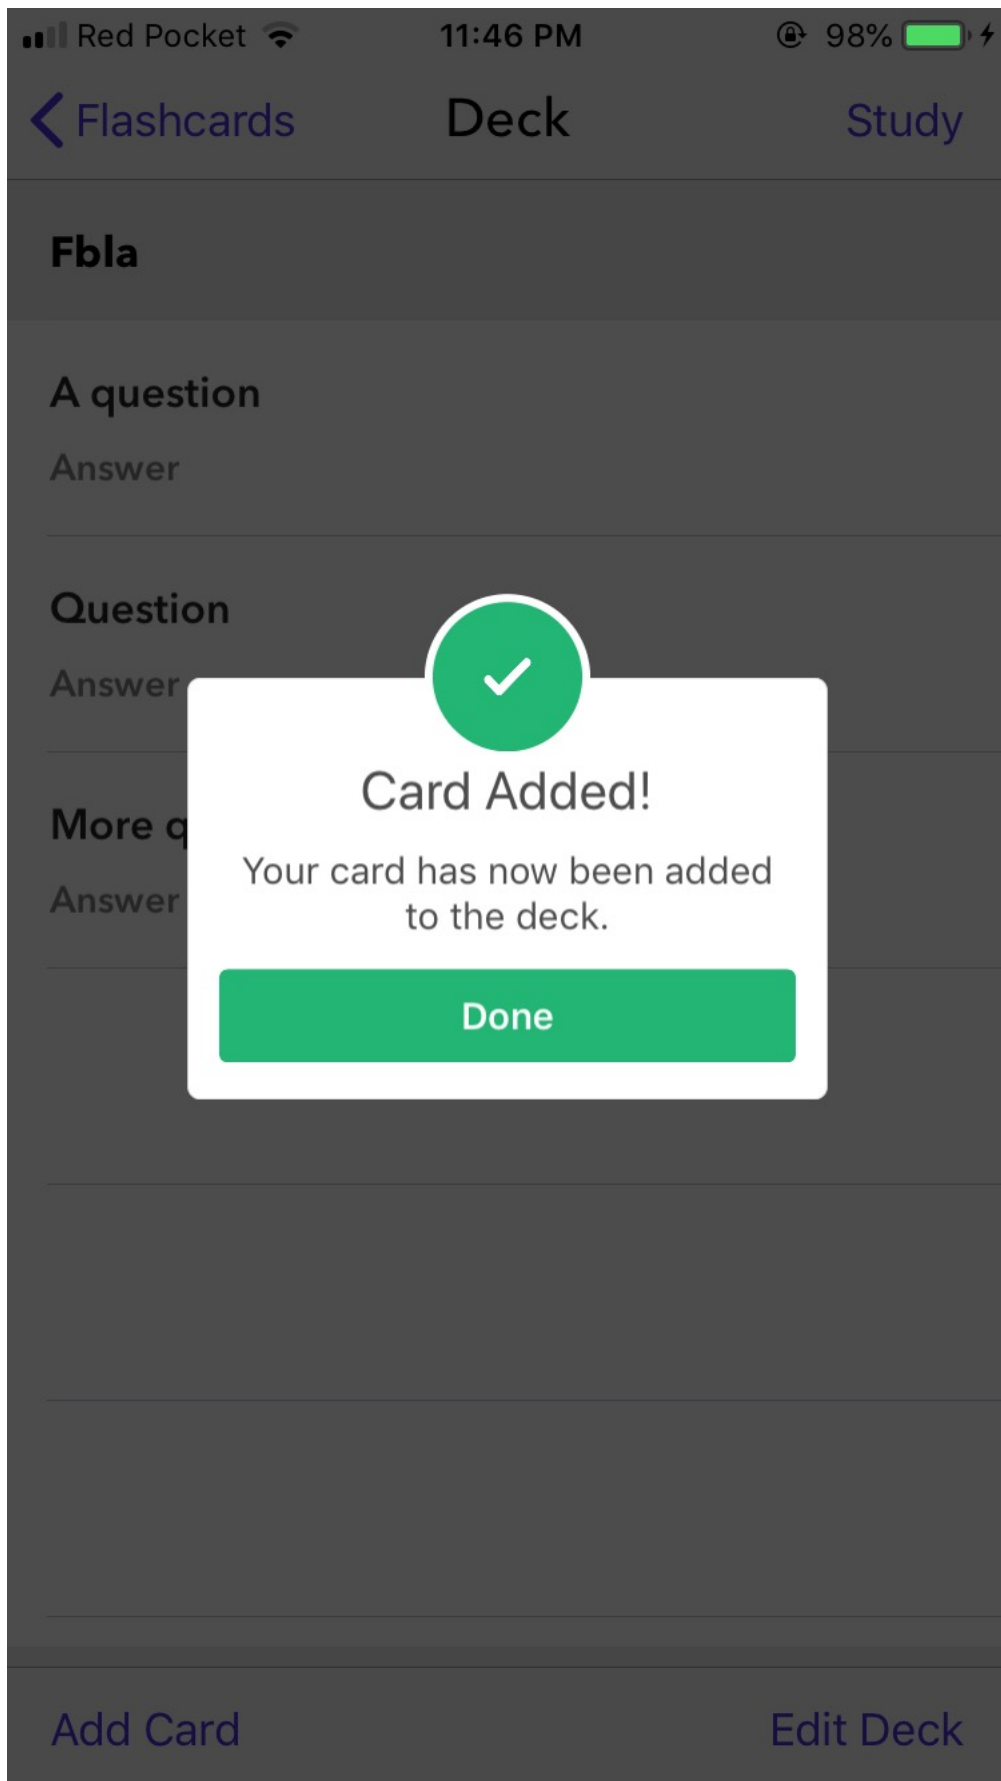 Red Pocket 11:46 PM 98%
Flashcards Deck Study
Fbla
A question
Answer
Question
Answer
More q
Answer
Card Added!
Your card has now been added
to the deck.
Done
Add Card Edit Deck